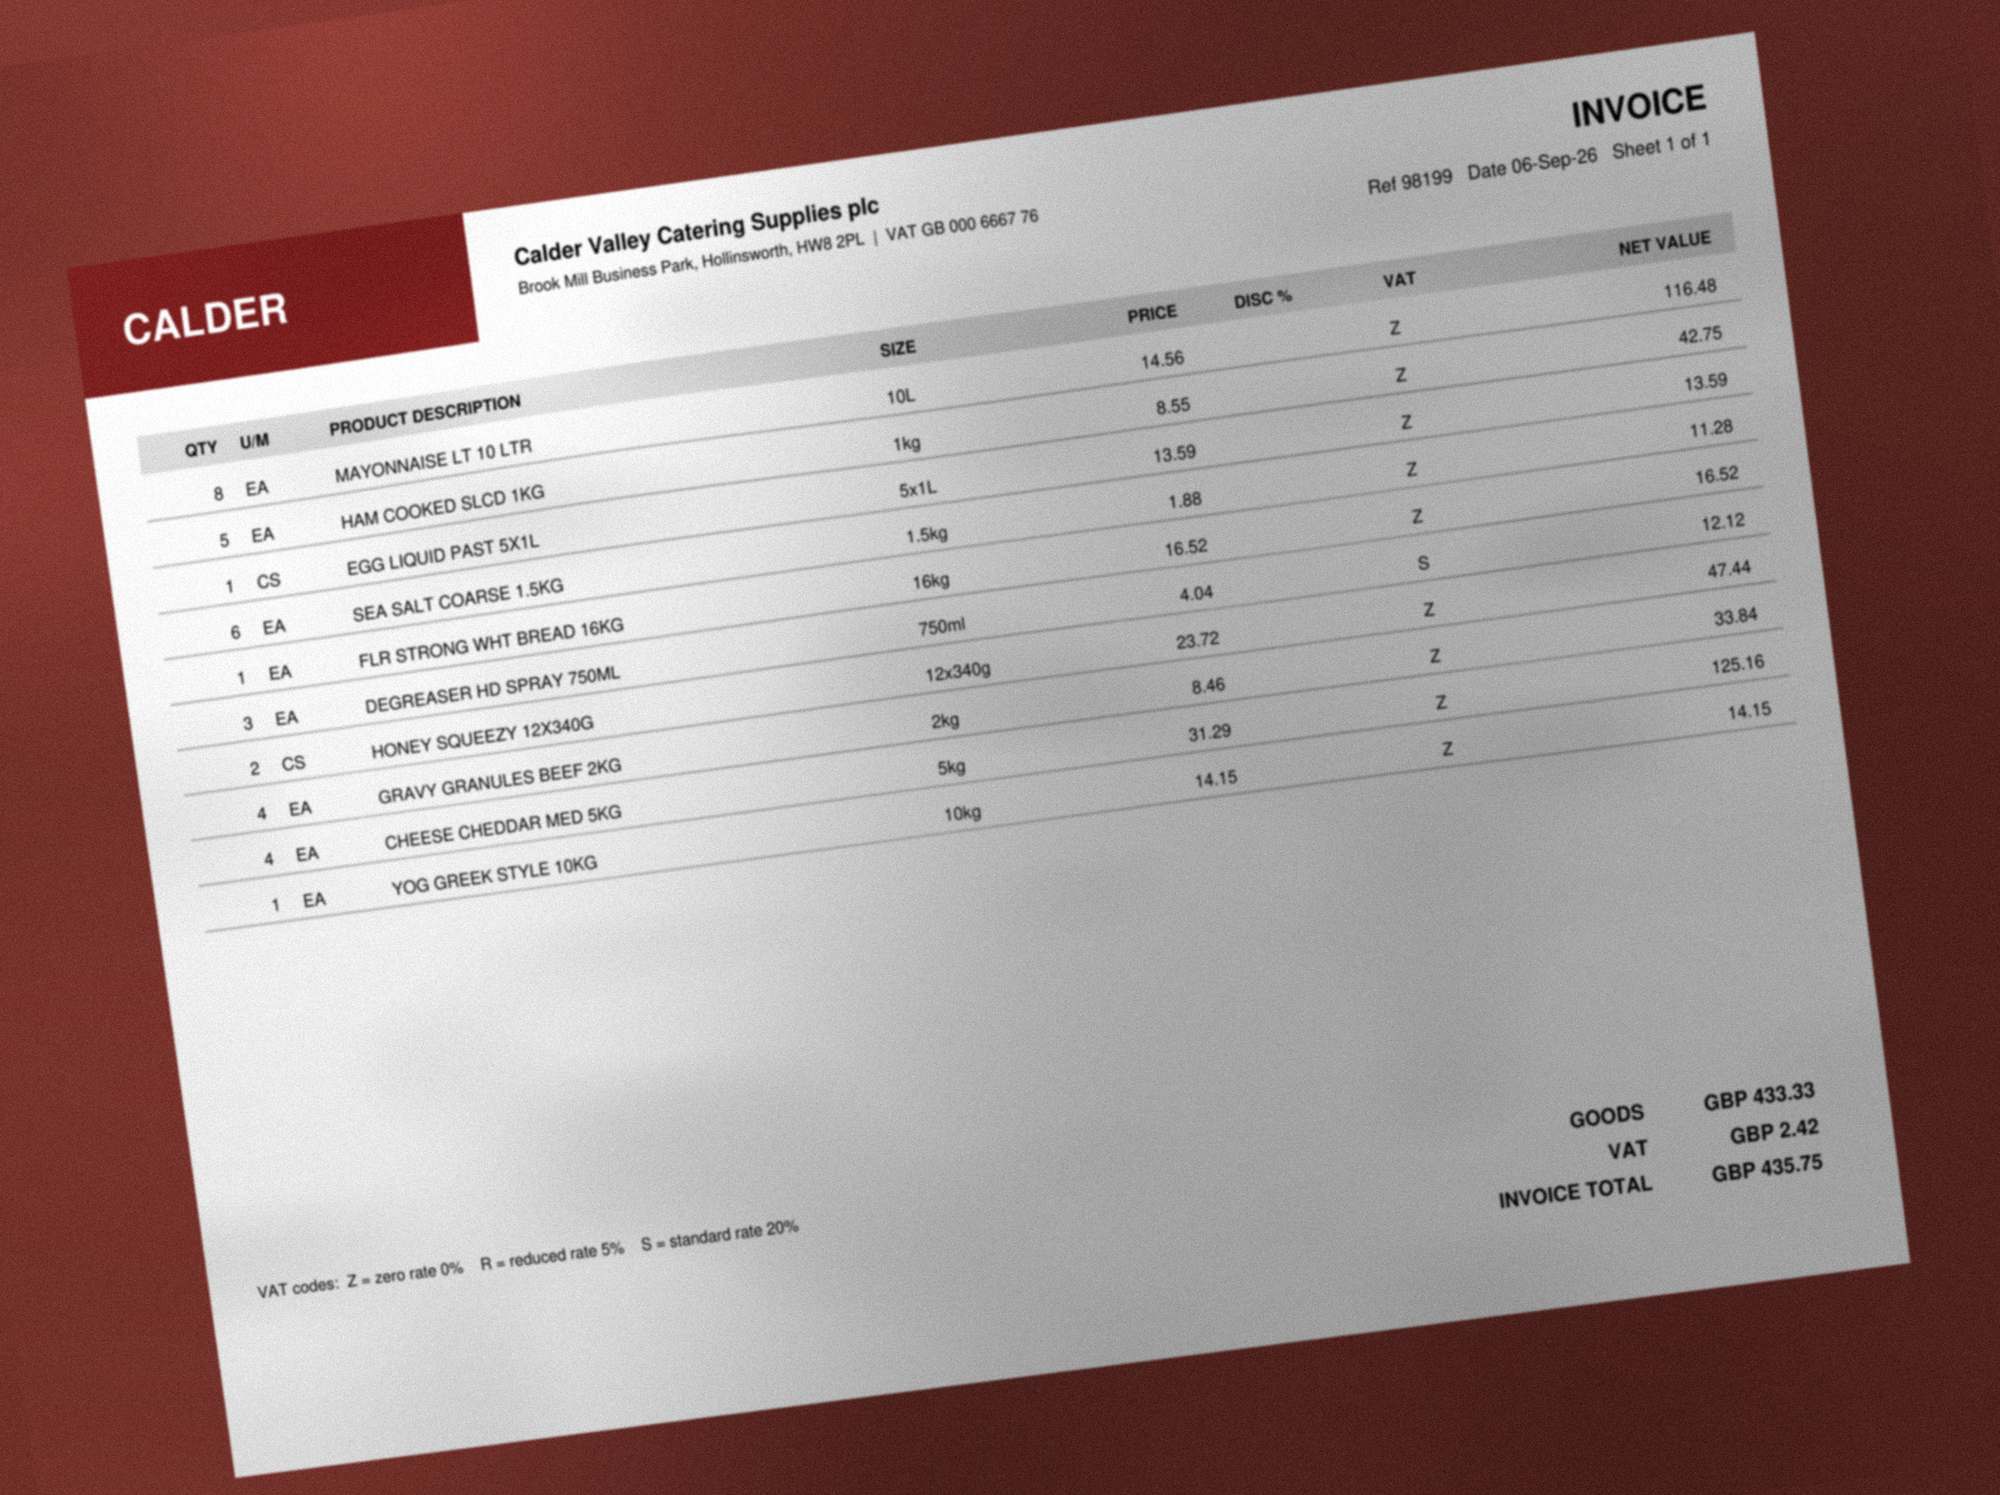 INVOICE
Ref 98199 Date 06-Sep-26 Sheet 1 of 1
CALDER
Calder Valley Catering Supplies plc
Brook Mill Business Park, Hollinsworth, HW8 2PL | VAT GB 000 6667 76
QTY U/M PRODUCT DESCRIPTION SIZE PRICE DISC % VAT NET VALUE
8 EA MAYONNAISE LT 10 LTR 10L 14.56 Z 116.48
5 EA HAM COOKED SLCD 1KG 1kg 8.55 Z 42.75
1 CS EGG LIQUID PAST 5X1L 5x1L 13.59 Z 13.59
6 EA SEA SALT COARSE 1.5KG 1.5kg 1.88 Z 11.28
1 EA FLR STRONG WHT BREAD 16KG 16kg 16.52 Z 16.52
3 EA DEGREASER HD SPRAY 750ML 750ml 4.04 S 12.12
2 CS HONEY SQUEEZY 12X340G 12x340g 23.72 Z 47.44
4 EA GRAVY GRANULES BEEF 2KG 2kg 8.46 Z 33.84
4 EA CHEESE CHEDDAR MED 5KG 5kg 31.29 Z 125.16
1 EA YOG GREEK STYLE 10KG 10kg 14.15 Z 14.15
GOODS GBP 433.33
VAT GBP 2.42
INVOICE TOTAL GBP 435.75
VAT codes: Z = zero rate 0% R = reduced rate 5% S = standard rate 20%